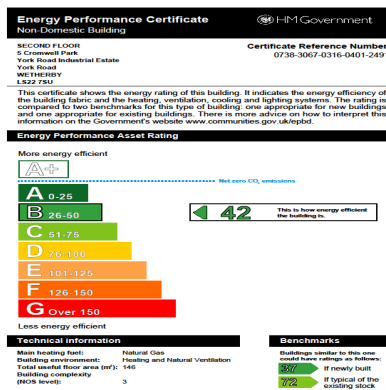 Energy Performance Certificate
HM Government
Non-Domestic Building
SECOND FLOOR
5 Cromwell Park
York Road Industrial Estate
York Road
WETHERBY
LS22 7SU
Certificate Reference Number
0738-3067-0316-0401-2491
This certificate shows the energy rating of this building. It indicates the energy efficiency of
the building fabric and the heating, ventilation, cooling and lighting systems. The rating is
compared to two benchmarks for this type of building: one appropriate for new buildings
and one appropriate for existing buildings. There is more advice on how to interpret this
information on the Government's website www.communities.gov.uk/epbd.
Energy Performance Asset Rating
More energy efficient
A+
Net zero CO₂ emissions
A 0-25
B 26-50
42 This is how energy efficient
the building is.
C 51-75
D 76-100
E 101-125
F 126-150
G Over 150
Less energy efficient
Technical information
Main heating fuel: Natural Gas
Building environment: Heating and Natural Ventilation
Total useful floor area (m²): 146
Building complexity
(NOS level): 3
Benchmarks
Buildings similar to this one
could have ratings as follows:
37 If newly built
72 If typical of the
existing stock